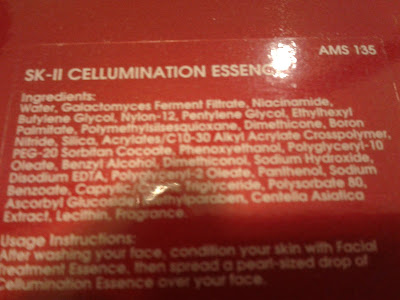 AMS 135
SK-II CELLUMINATION ESSENCE
Ingredients:
Water, Galactomyces Ferment Filtrate, Niacinamide,
Butylene Glycol, Nylon-12, Pentylene Glycol, Ethylhexyl
Palmitate, Polymethylsilsesquioxane, Dimethicone, Boron
Nitride, Silica, Acrylates/C10-30 Alkyl Acrylate Crosspolymer,
PEG-20 Sorbitan Cocoate, Phenoxyethanol, Polyglyceryl-10
Oleate, Benzyl Alcohol, Dimethiconol, Sodium Hydroxide,
Disodium EDTA, Polyglyceryl-2 Oleate, Panthenol, Sodium
Benzoate, Triglyceride, Polysorbate 80,
Ascorbyl Centella Asiatica
Extract, Lecithin, Fragrance.
Usage Instructions:
After washing your face, condition your skin with Facial
Treatment Essence, then spread a pearl-sized drop of
Cellumination Essence over your face.